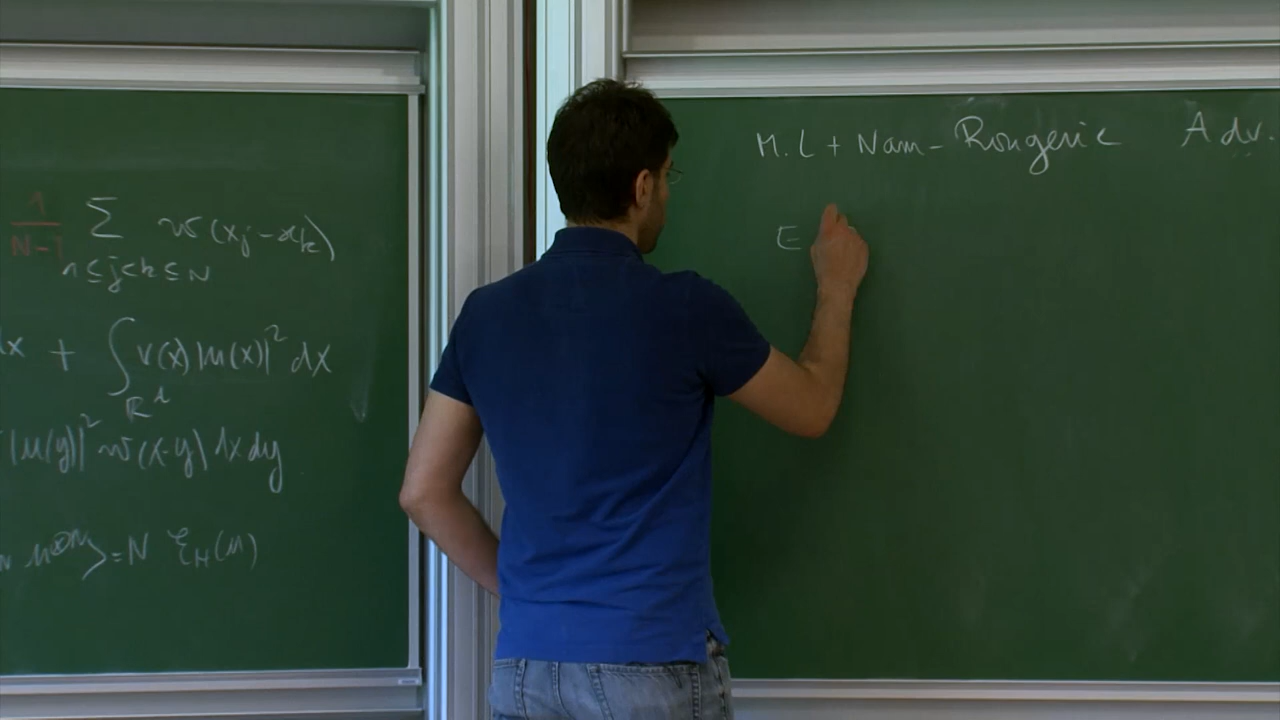 1/(N-1) Σ w(xj-xk)
1≤j<k≤N
dx + ∫ V(x)|u(x)|² dx
R^d
|u(y)|² w(x-y) dx dy
u⊗N⟩ = N ℰH(u)
M.L + Nam - Rougerie Adv.
E